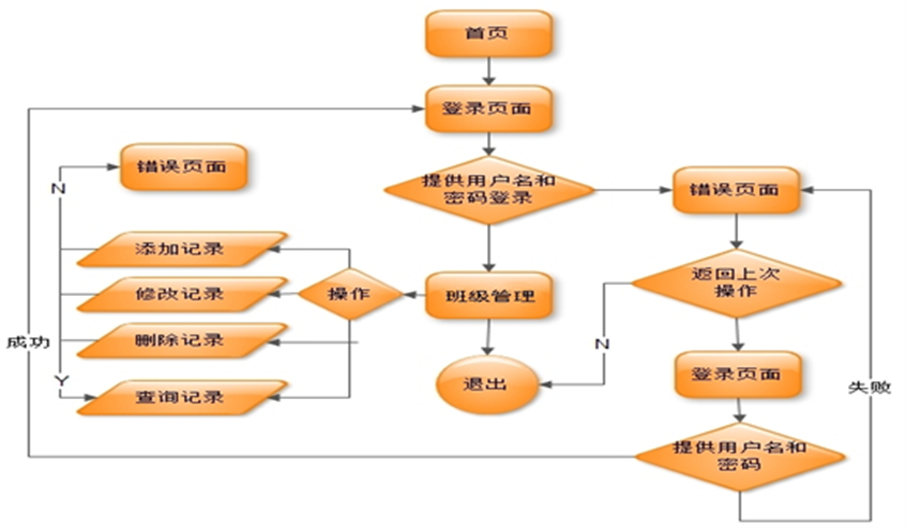 首页
登录页面
错误页面
提供用户名和
密码登录
错误页面
N
添加记录
返回上次
操作
修改记录
操作
班级管理
删除记录
成功
N
Y
查询记录
退出
登录页面
失败
提供用户名和
密码